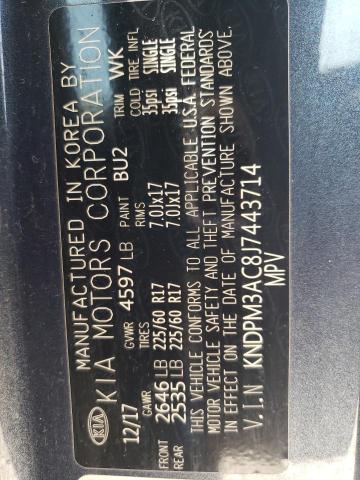 KIA
MANUFACTURED IN KOREA BY
KIA MOTORS CORPORATION
12/17 GVWR 4597 LB PAINT BU2 TRIM WK
GAWR TIRES RIMS COLD TIRE INFL
FRONT 2646 LB 225/60 R17 7.0Jx17 35psi SINGLE
REAR 2535 LB 225/60 R17 7.0Jx17 35psi SINGLE
THIS VEHICLE CONFORMS TO ALL APPLICABLE U.S.A. FEDERAL
MOTOR VEHICLE SAFETY AND THEFT PREVENTION STANDARDS
IN EFFECT ON THE DATE OF MANUFACTURE SHOWN ABOVE.
V.I.N KNDPM3AC8J7443714
MPV